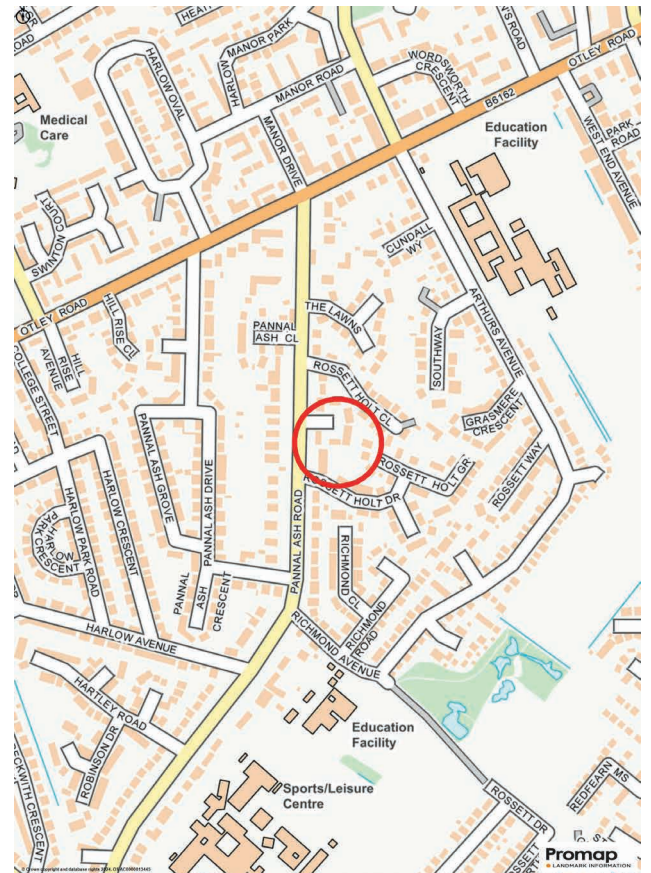 HARLOW OVAL
HARLOW
MANOR PARK
MANOR ROAD
MANOR DRIVE
WORDSWORTH
CRESCENT
OTLEY ROAD
B6162
Medical
Care
Education
Facility
WEST END AVENUE
PARK
ROAD
SWINTON COURT
CUNDALL
WY
OTLEY ROAD
HILL RISE CL
HILL
RISE
AVENUE
COLLEGE STREET
THE LAWNS
PANNAL
ASH CL
SOUTHWAY
ARTHURS AVENUE
ROSSETT HOLT CL
GRASMERE
CRESCENT
ROSSETT HOLT GR
ROSSETT WAY
ROSSETT HOLT DR
PANNAL ASH GROVE
PANNAL ASH DRIVE
PANNAL ASH ROAD
HARLOW CRESCENT
HARLOW PARK ROAD
HARLOW
PARK
CRESCENT
PANNAL
ASH
CRESCENT
RICHMOND
CL
RICHMOND
ROAD
RICHMOND AVENUE
HARLOW AVENUE
HARTLEY ROAD
ROBINSON DR
Education
Facility
Sports/Leisure
Centre
ROSSETT DR
REDFEARN
MS
ROSSETT
Promap
LANDMARK INFORMATION